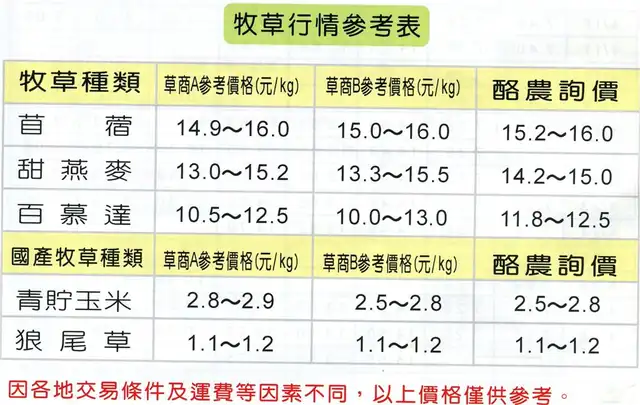 牧草行情參考表
牧草種類 草商A參考價格(元/kg) 草商B參考價格(元/kg) 酪農詢價
苜蓿 14.9～16.0 15.0～16.0 15.2～16.0
甜燕麥 13.0～15.2 13.3～15.5 14.2～15.0
百慕達 10.5～12.5 10.0～13.0 11.8～12.5
國產牧草種類 草商A參考價格(元/kg) 草商B參考價格(元/kg) 酪農詢價
青貯玉米 2.8～2.9 2.5～2.8 2.5～2.8
狼尾草 1.1～1.2 1.1～1.2 1.1～1.2
因各地交易條件及運費等因素不同，以上價格僅供參考。